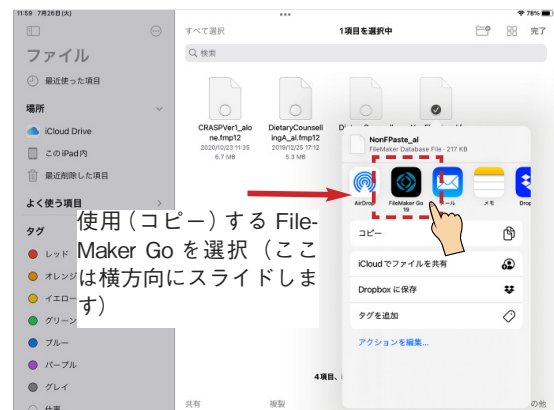 11:59 7月26日(火)
78%
すべて選択
1項目を選択中
完了
ファイル
検索
最近使った項目
場所
iCloud Drive
このiPad内
最近削除した項目
よく使う項目
タグ
レッド
オレンジ
イエロー
グリーン
ブルー
パープル
グレイ
CRASPVer1_alo
ne.fmp12
2020/10/23 11:35
6.7 MB
DietaryCounsell
ingA_al.fmp12
2019/12/25 17:12
5.3 MB
NonFPaste_al
FileMaker Database File · 217 KB
AirDrop
FileMaker Go
19
メール
メモ
Drop
使用(コピー)する File-
Maker Go を選択(ここ
は横方向にスライドしま
す)
コピー
iCloudでファイルを共有
Dropbox に保存
タグを追加
アクションを編集...
4項目、
共有
複製
の他